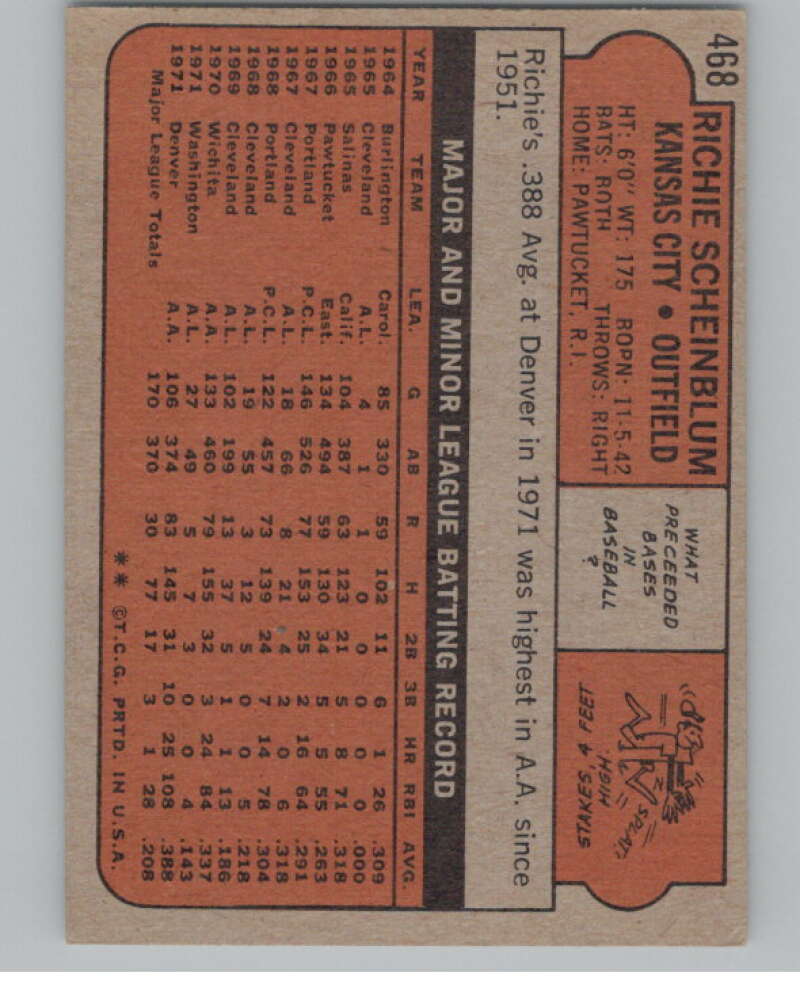 468
RICHIE SCHEINBLUM
KANSAS CITY • OUTFIELD
HT: 6'0" WT: 175 BORN: 11-5-42
BATS: BOTH THROWS: RIGHT
HOME: PAWTUCKET, R.I.
WHAT
PRECEEDED
BASES
IN
BASEBALL
?
SPLAT!
STAKES, 4 FEET
HIGH.
Richie's .388 Avg. at Denver in 1971 was highest in A.A. since
1951.
MAJOR AND MINOR LEAGUE BATTING RECORD
YEAR TEAM LEA. G AB R H 2B 3B HR RBI AVG.
1964 Burlington Carol. 85 330 59 102 11 6 1 26 .309
1965 Cleveland A.L. 4 1 1 0 0 0 0 0 .000
1965 Salinas Calif. 104 387 63 123 21 5 8 71 .318
1966 Pawtucket East. 134 494 59 130 34 5 5 55 .263
1967 Portland P.C.L. 146 526 77 153 25 2 16 64 .291
1967 Cleveland A.L. 18 66 8 21 4 2 0 6 .318
1968 Portland P.C.L. 122 457 73 139 24 7 14 78 .304
1968 Cleveland A.L. 19 55 3 12 5 0 0 5 .218
1969 Cleveland A.L. 102 199 13 37 5 1 1 13 .186
1970 Wichita A.A. 133 460 79 155 32 3 24 84 .337
1971 Washington A.L. 27 49 5 7 3 0 0 4 .143
1971 Denver A.A. 106 374 83 145 31 10 25 108 .388
Major League Totals 170 370 30 77 17 3 1 28 .208
** ©T.C.G. PRTD. IN U.S.A.